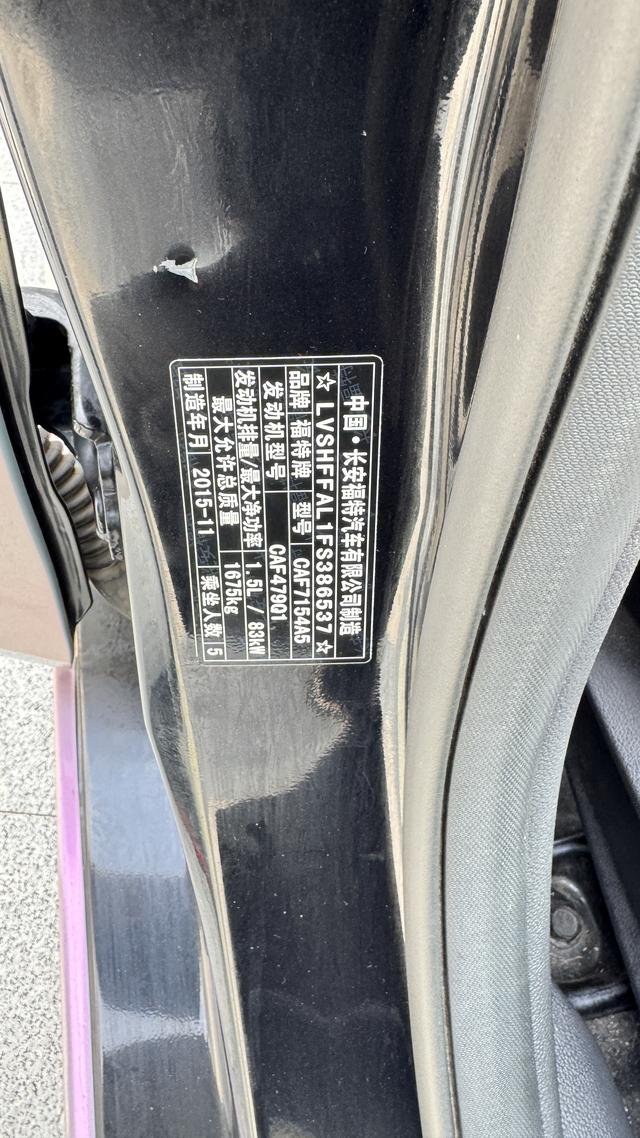 中国·长安福特汽车有限公司制造
☆LVSHFFAL1FS386537☆
品牌 福特牌 型号 CAF7154A5
发动机型号 CAF479Q1
发动机排量/最大净功率 1.5L / 83kW
最大允许总质量 1675kg
制造年月 2015-11 乘坐人数 5